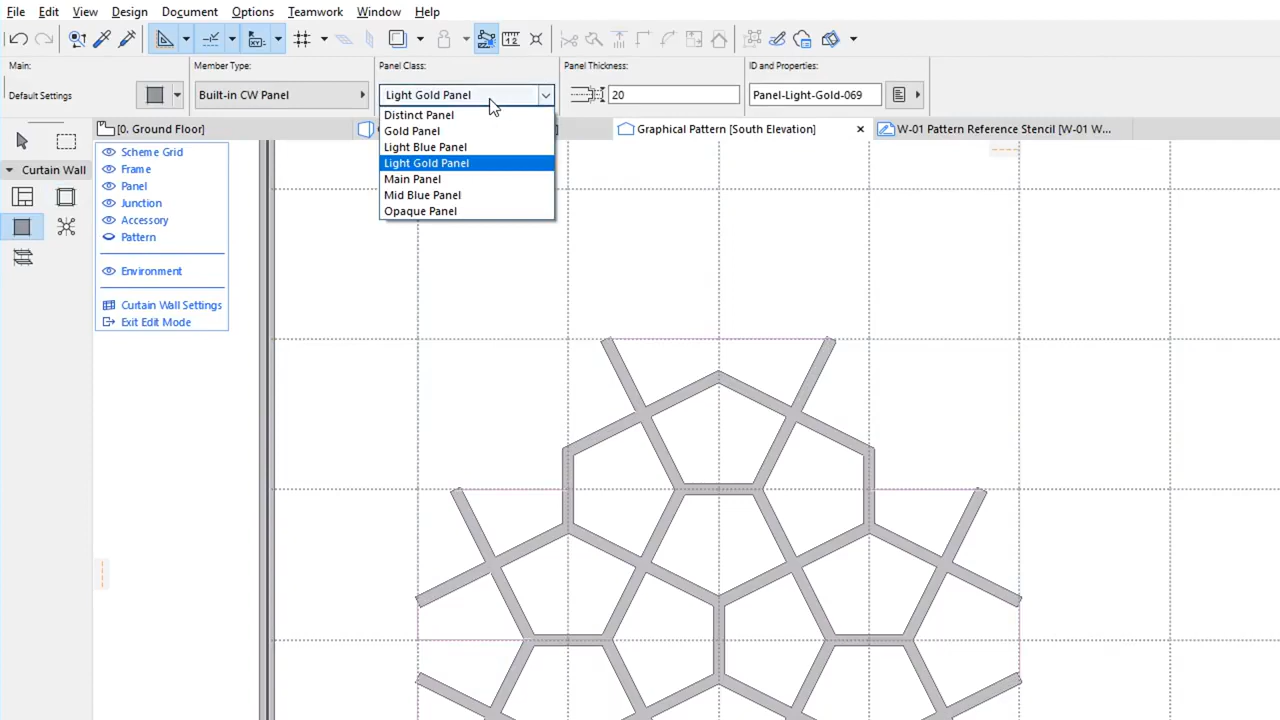 File Edit View Design Document Options Teamwork Window Help
Main: Member Type: Panel Class: Panel Thickness: ID and Properties:
Default Settings Built-in CW Panel Light Gold Panel 20 Panel-Light-Gold-069
Distinct Panel
Gold Panel
Light Blue Panel
Light Gold Panel
Main Panel
Mid Blue Panel
Opaque Panel
[0. Ground Floor] Graphical Pattern [South Elevation] W-01 Pattern Reference Stencil [W-01 W...
Curtain Wall
Scheme Grid
Frame
Panel
Junction
Accessory
Pattern
Environment
Curtain Wall Settings
Exit Edit Mode